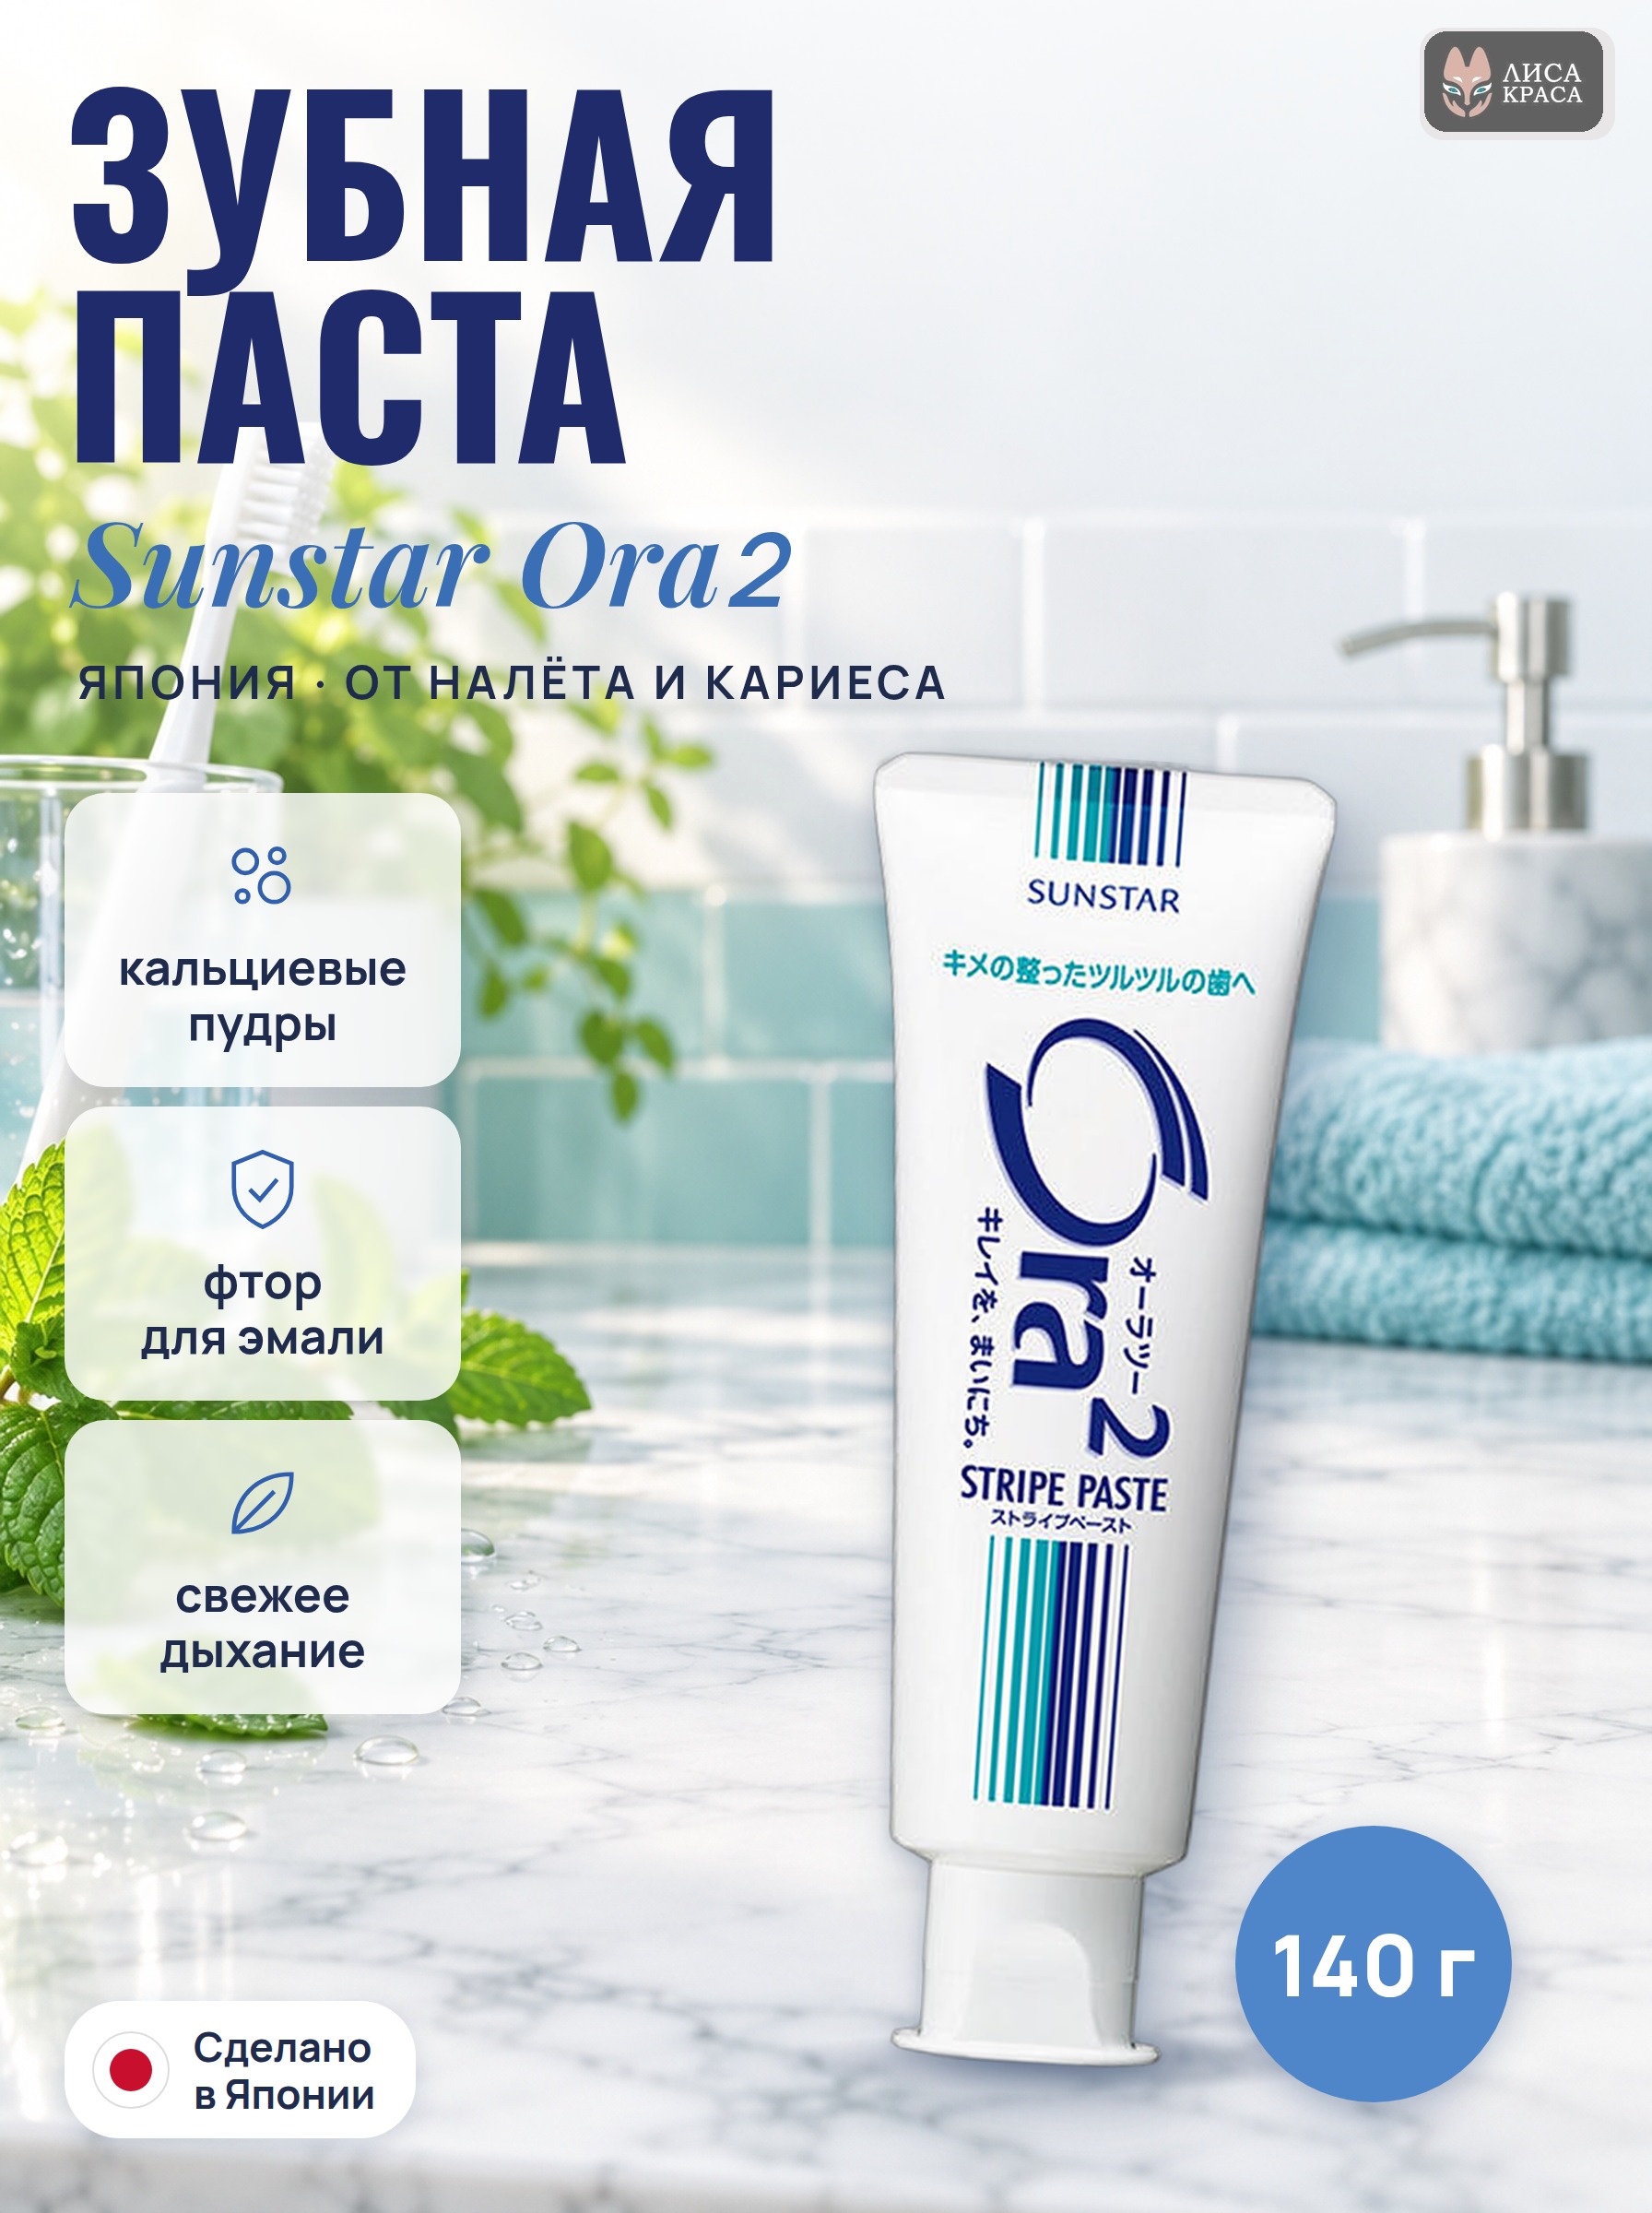 ЛИСА
КРАСА
ЗУБНАЯ
ПАСТА
Sunstar Ora2
ЯПОНИЯ · ОТ НАЛЁТА И КАРИЕСА
кальциевые
пудры
фтор
для эмали
свежее
дыхание
SUNSTAR
キメの整ったツルツルの歯へ
Ora2
オーラツー
キレイを、まいにち。
STRIPE PASTE
ストライプペースト
140 г
Сделано
в Японии